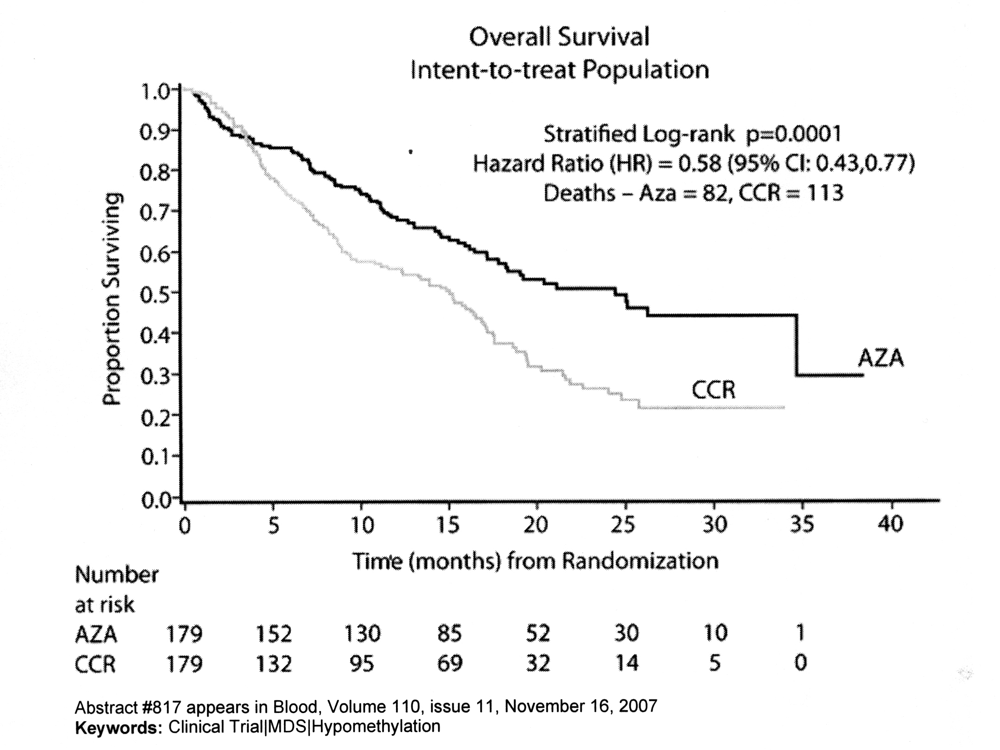 Overall Survival
Intent-to-treat Population
Stratified Log-rank p=0.0001
Hazard Ratio (HR) = 0.58 (95% CI: 0.43,0.77)
Deaths – Aza = 82, CCR = 113
Proportion Surviving
1.0
0.9
0.8
0.7
0.6
0.5
0.4
0.3
0.2
0.1
0.0
AZA
CCR
0 5 10 15 20 25 30 35 40
Time (months) from Randomization
Number
at risk
AZA 179 152 130 85 52 30 10 1
CCR 179 132 95 69 32 14 5 0
Abstract #817 appears in Blood, Volume 110, issue 11, November 16, 2007
Keywords: Clinical Trial|MDS|Hypomethylation